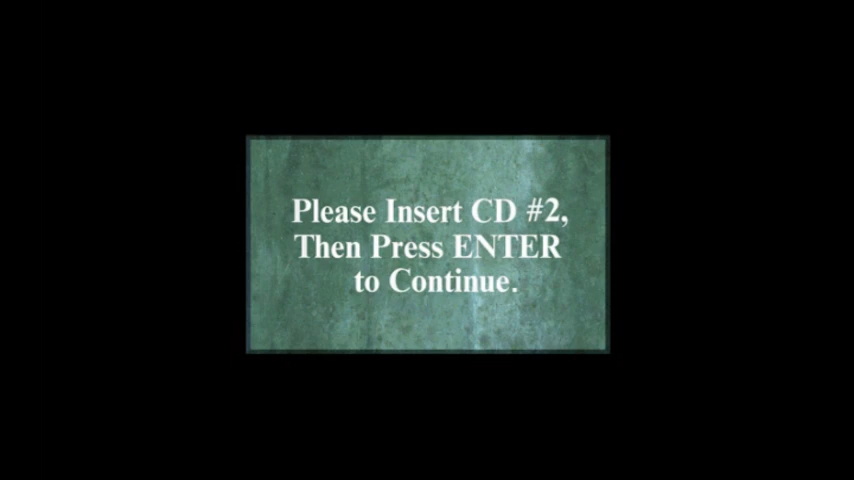 Please Insert CD #2,
Then Press ENTER
to Continue.